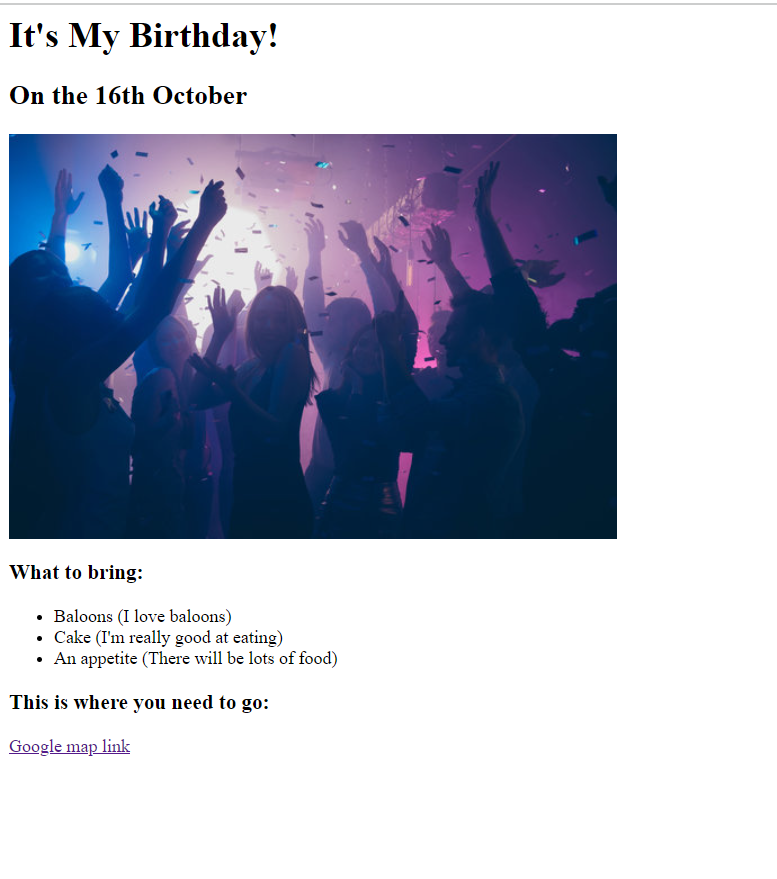 It's My Birthday!
On the 16th October
What to bring:
Baloons (I love baloons)
Cake (I'm really good at eating)
An appetite (There will be lots of food)
This is where you need to go:
Google map link